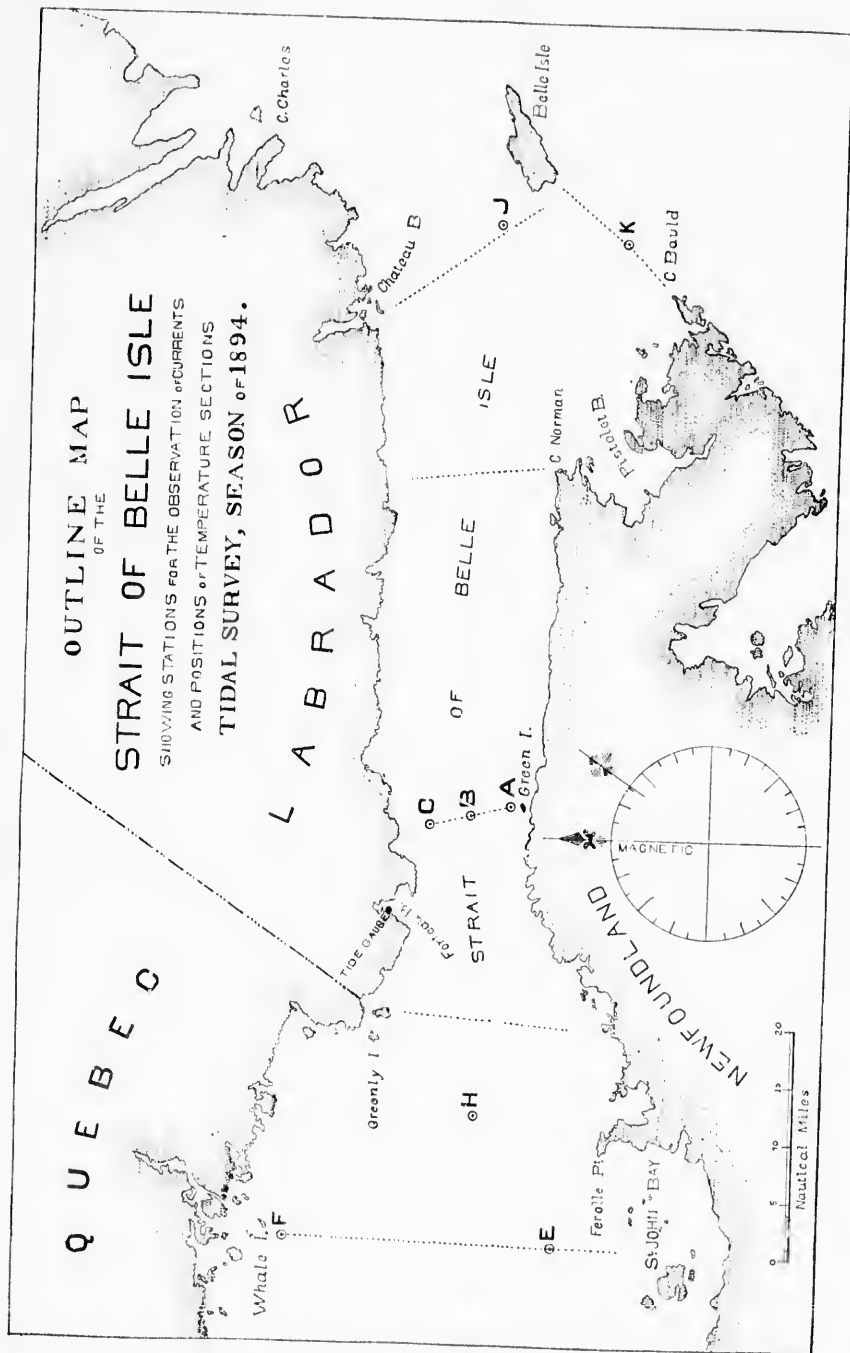 OUTLINE MAP
OF THE
STRAIT OF BELLE ISLE
SHOWING STATIONS FOR THE OBSERVATION OF CURRENTS
AND POSITIONS OF TEMPERATURE SECTIONS
TIDAL SURVEY, SEASON OF 1894.
QUEBEC
LABRADOR
C. Charles
Chateau B
Belle Isle
J
K
C Bauld
Pistolet B.
C Norman
STRAIT OF BELLE ISLE
C
B
A
Green I.
TIDE GAUGE
Forteau B.
Greenly I
H
Whale I.
F
E
Ferolle Pt.
St JOHN BAY
NEWFOUNDLAND
MAGNETIC
0 5 10 15 20
Nautical Miles